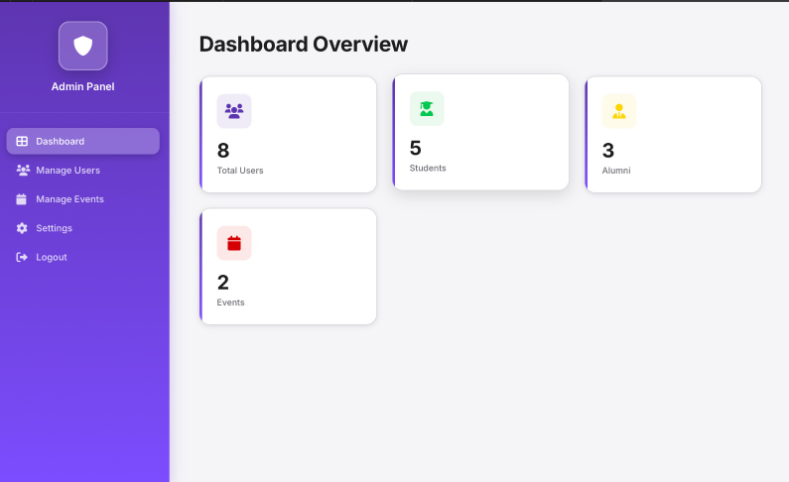 Admin Panel
Dashboard
Manage Users
Manage Events
Settings
Logout
Dashboard Overview
8
Total Users
5
Students
3
Alumni
2
Events